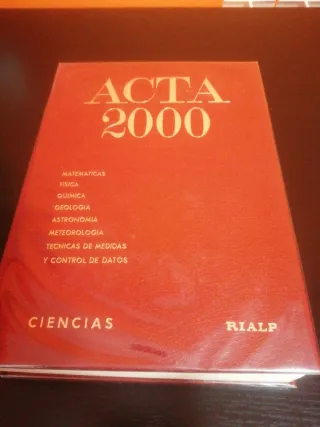 ACTA
2000
MATEMATICAS
FISICA
QUIMICA
GEOLOGIA
ASTRONOMIA
METEOROLOGIA
TECNICAS DE MEDIDAS
Y CONTROL DE DATOS
CIENCIAS RIALP